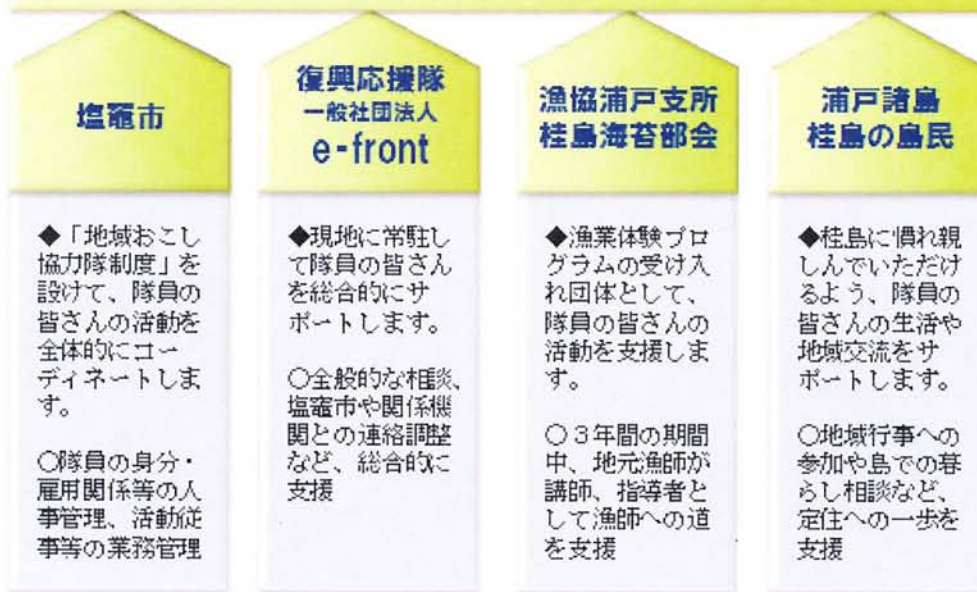 塩竈市
◆「地域おこし
協力隊制度」を
設けて、隊員の
皆さんの活動を
全体的にコー
ディネートしま
す。
○隊員の身分・
雇用関係等の人
事管理、活動従
事等の業務管理
復興応援隊
一般社団法人
e-front
◆現地に常駐し
て隊員の皆さん
を総合的にサ
ポートします。
○全般的な相談、
塩竈市や関係機
関との連絡調整
など、総合的に
支援
漁協浦戸支所
桂島海苔部会
◆漁業体験プロ
グラムの受け入
れ団体として、
隊員の皆さんの
活動を支援しま
す。
○３年間の期間
中、地元漁師が
講師、指導者と
して漁師への道
を支援
浦戸諸島
桂島の島民
◆桂島に慣れ親
しんでいただけ
るよう、隊員の
皆さんの生活や
地域交流をサ
ポートします。
○地域行事への
参加や島での暮
らし相談など、
定住への一歩を
支援